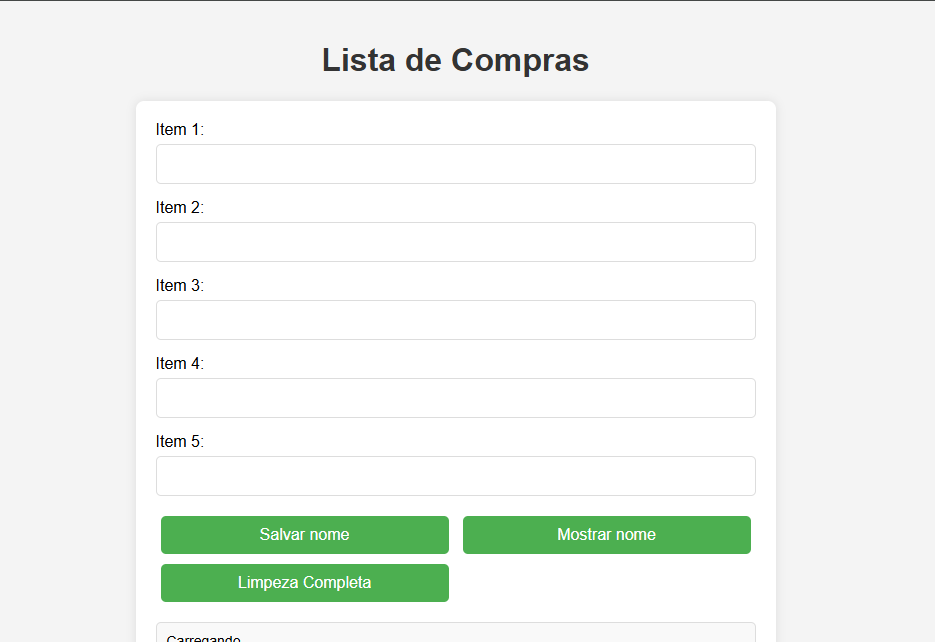 Lista de Compras
Item 1:
Item 2:
Item 3:
Item 4:
Item 5:
Salvar nome
Mostrar nome
Limpeza Completa
Carregando